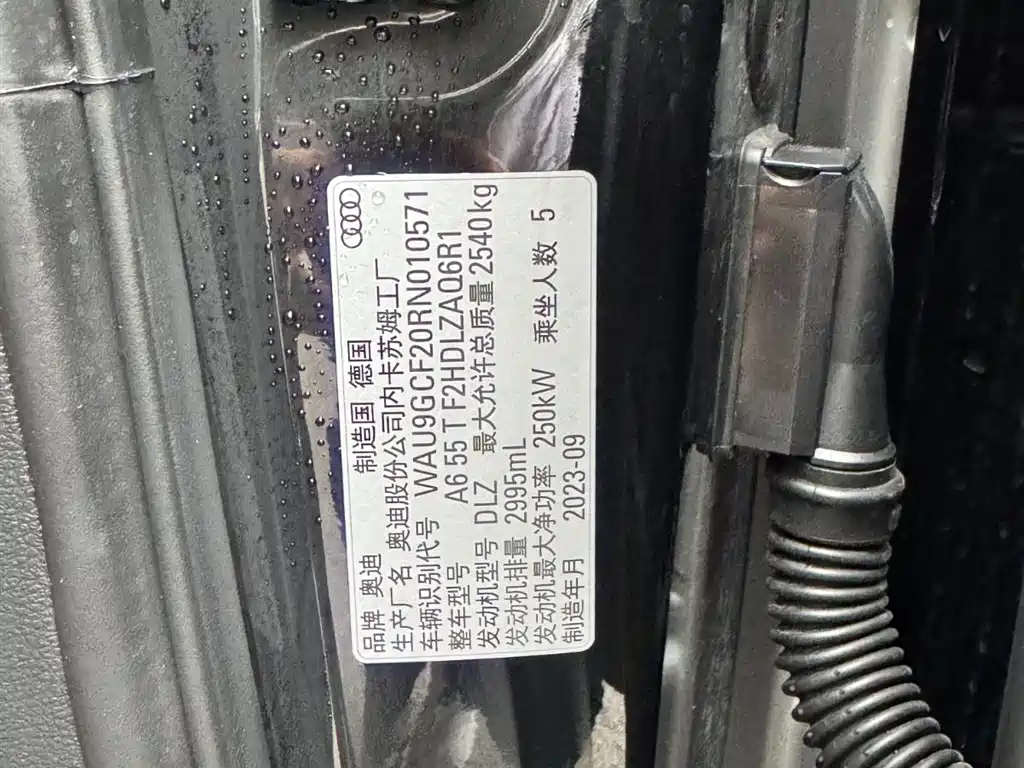 品牌 奥迪 制造国 德国
生产厂名 奥迪股份公司内卡苏姆工厂
车辆识别代号 WAU9GCF20RN010571
整车型号 A6 55 T F2HDLZAQ6R1
发动机型号 DLZ 最大允许总质量 2540kg
发动机排量 2995mL
发动机最大净功率 250kW 乘坐人数 5
制造年月 2023-09